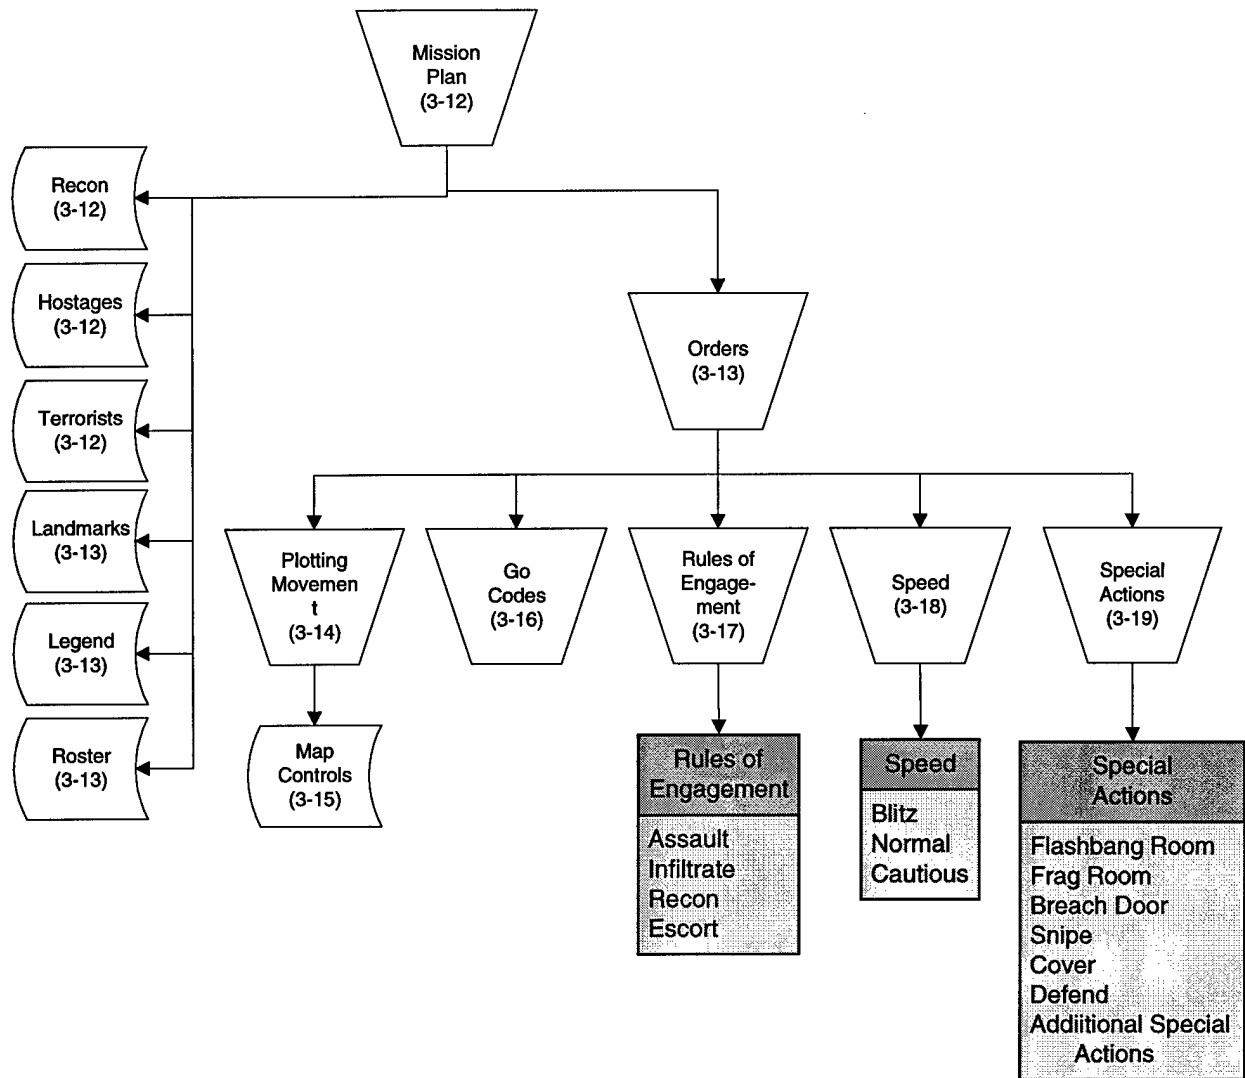 Mission
Plan
(3-12)
Recon
(3-12)
Hostages
(3-12)
Terrorists
(3-12)
Landmarks
(3-13)
Legend
(3-13)
Roster
(3-13)
Orders
(3-13)
Plotting
Movemen
t
(3-14)
Go
Codes
(3-16)
Rules of
Engage-
ment
(3-17)
Speed
(3-18)
Special
Actions
(3-19)
Map
Controls
(3-15)
Rules of
Engagement
Assault
Infiltrate
Recon
Escort
Speed
Blitz
Normal
Cautious
Special
Actions
Flashbang Room
Frag Room
Breach Door
Snipe
Cover
Defend
Addiitional Special
Actions